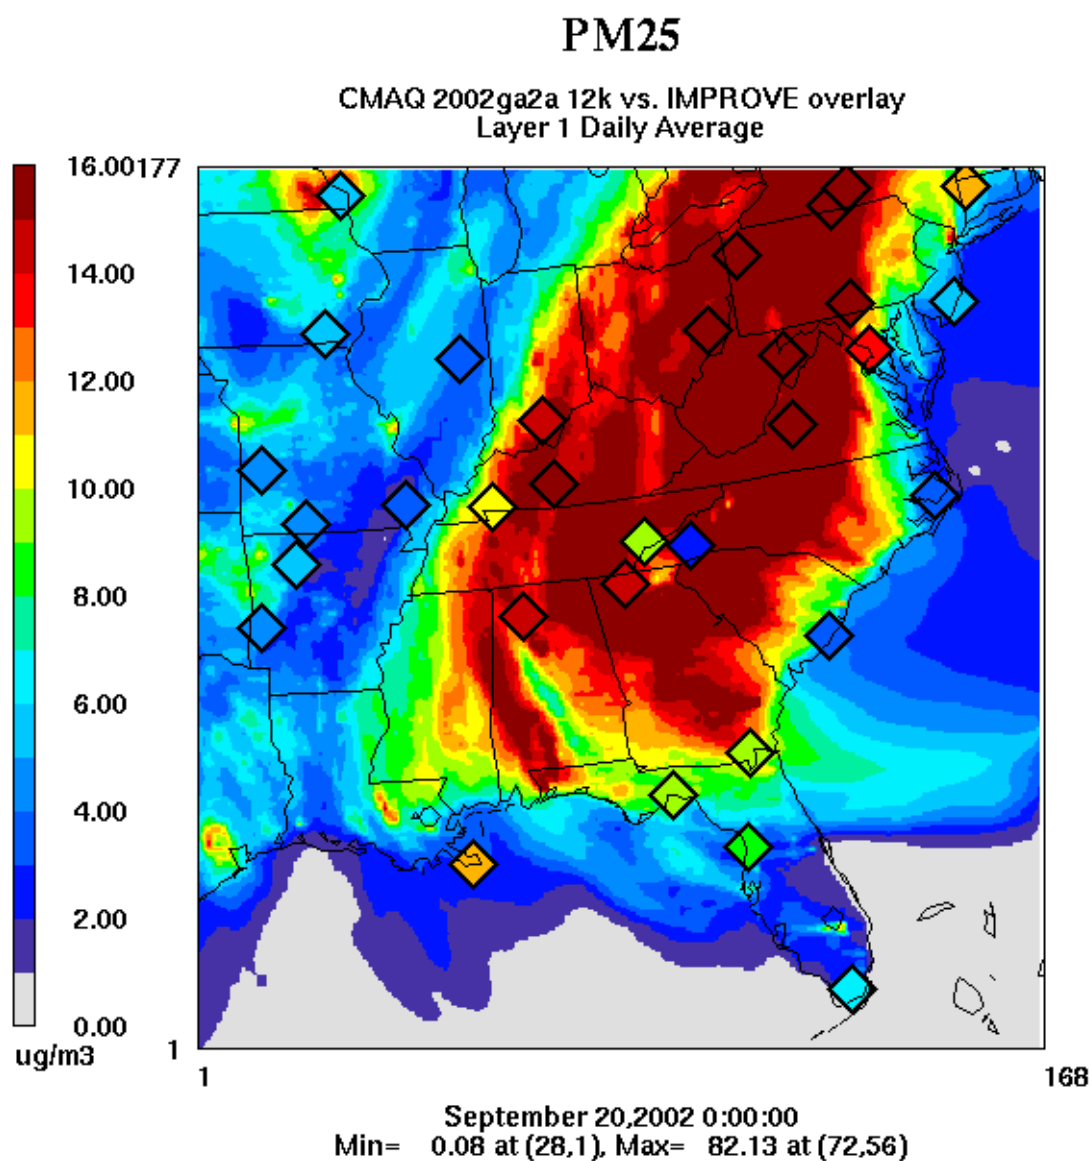 PM25
CMAQ 2002ga2a 12k vs. IMPROVE overlay
Layer 1 Daily Average
16.00
14.00
12.00
10.00
8.00
6.00
4.00
2.00
0.00
ug/m3
177
1
1 168
September 20,2002 0:00:00
Min= 0.08 at (28,1), Max= 82.13 at (72,56)